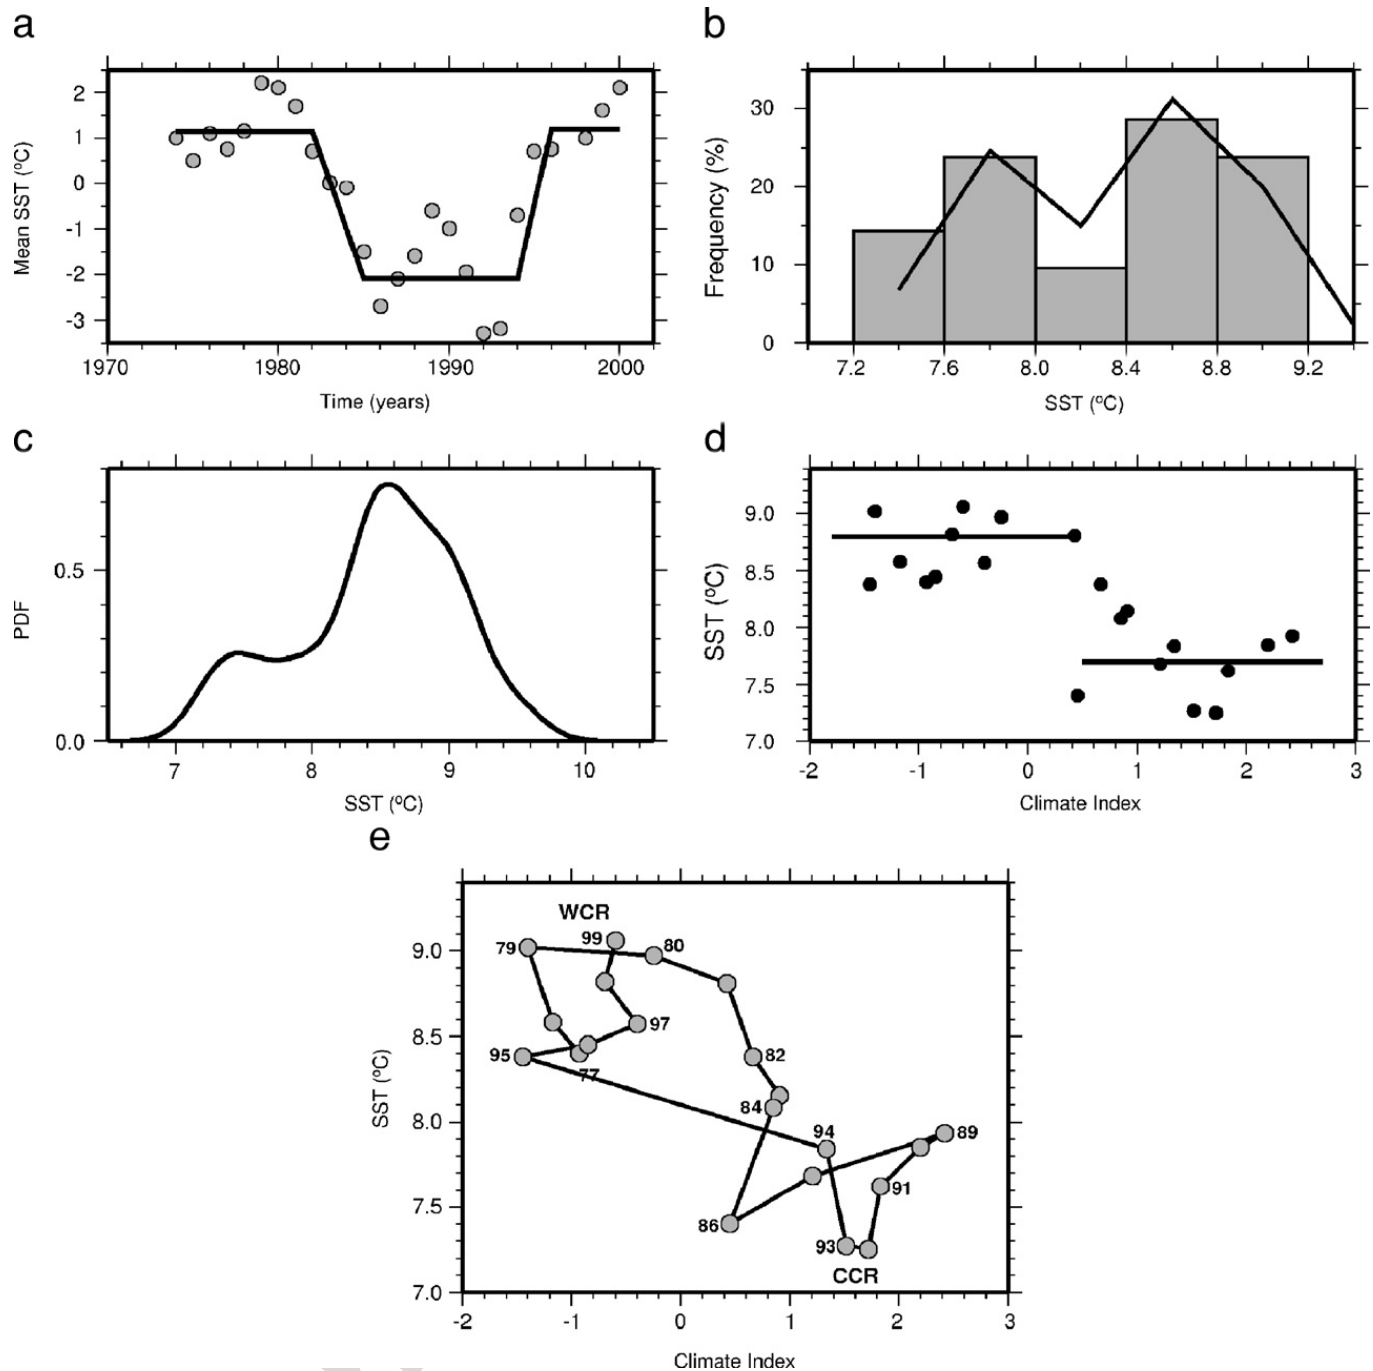 a
2
1
0
-1
-2
-3
Mean SST (ºC)
1970 1980 1990 2000
Time (years)
b
30
20
10
0
Frequency (%)
7.2 7.6 8.0 8.4 8.8 9.2
SST (ºC)
c
0.5
0.0
PDF
7 8 9 10
SST (ºC)
d
9.0
8.5
8.0
7.5
7.0
SST (ºC)
-2 -1 0 1 2 3
Climate Index
e
WCR
79 99 80
97
95
77
82
84
94
89
91
86
93
CCR
9.0
8.5
8.0
7.5
7.0
SST (ºC)
-2 -1 0 1 2 3
Climate Index